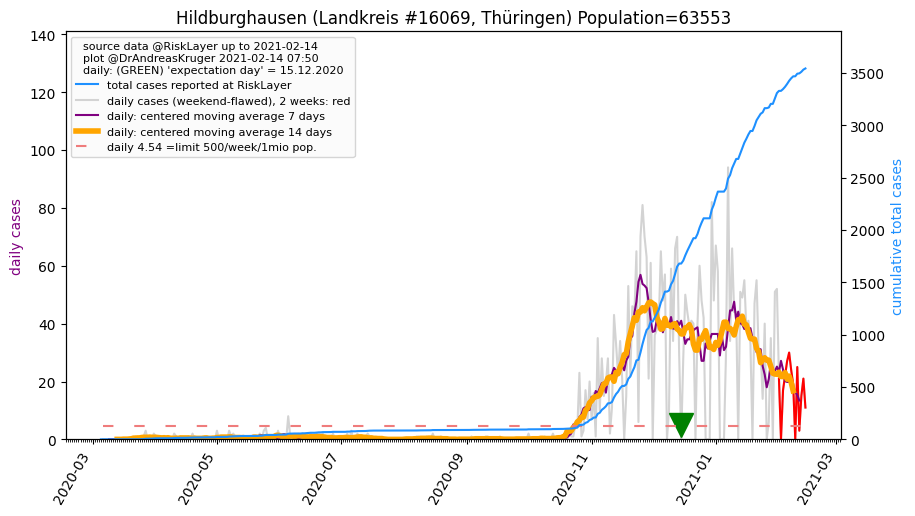 Hildburghausen (Landkreis #16069, Thüringen) Population=63553
source data @RiskLayer up to 2021-02-14
plot @DrAndreasKruger 2021-02-14 07:50
daily: (GREEN) 'expectation day' = 15.12.2020
total cases reported at RiskLayer
daily cases (weekend-flawed), 2 weeks: red
daily: centered moving average 7 days
daily: centered moving average 14 days
daily 4.54 =limit 500/week/1mio pop.
daily cases
140
120
100
80
60
40
20
0
cumulative total cases
3500
3000
2500
2000
1500
1000
500
0
2020-03
2020-05
2020-07
2020-09
2020-11
2021-01
2021-03